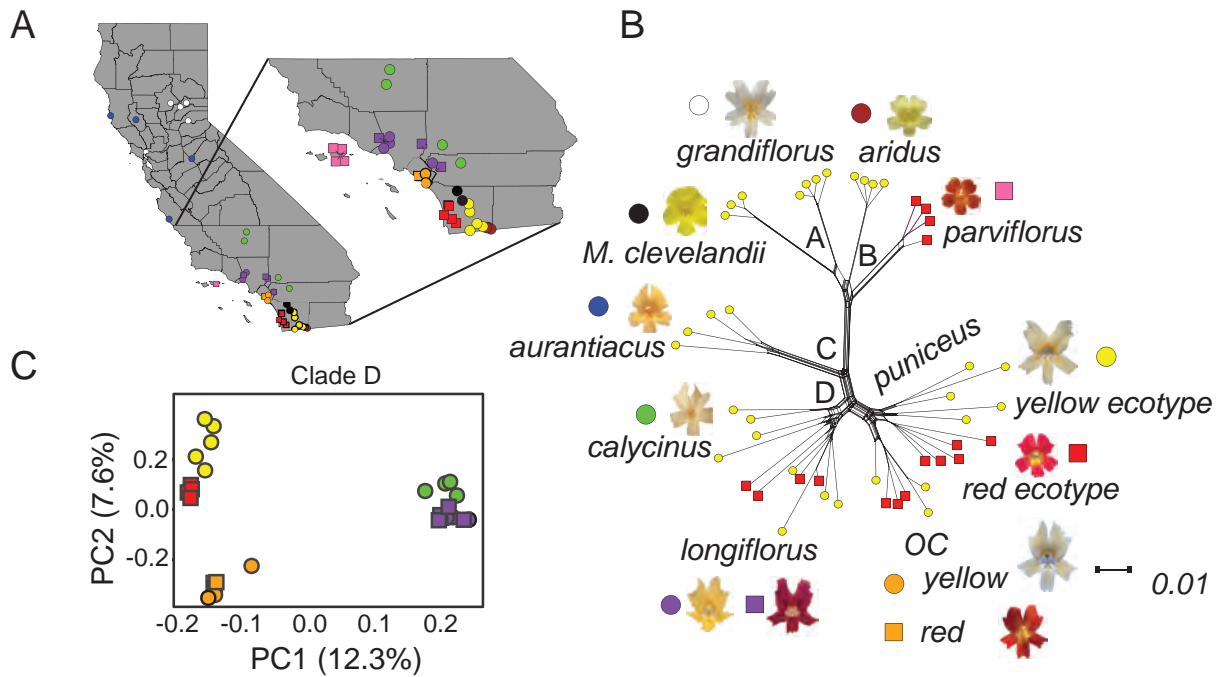 A
B
grandiflorus
aridus
M. clevelandii
A
B
parviflorus
aurantiacus
C
D
puniceus
yellow ecotype
calycinus
red ecotype
longiflorus
OC
yellow
0.01
red
C
Clade D
PC2 (7.6%)
0.2
0.0
-0.2
-0.2
-0.1
0.0
0.1
0.2
PC1 (12.3%)